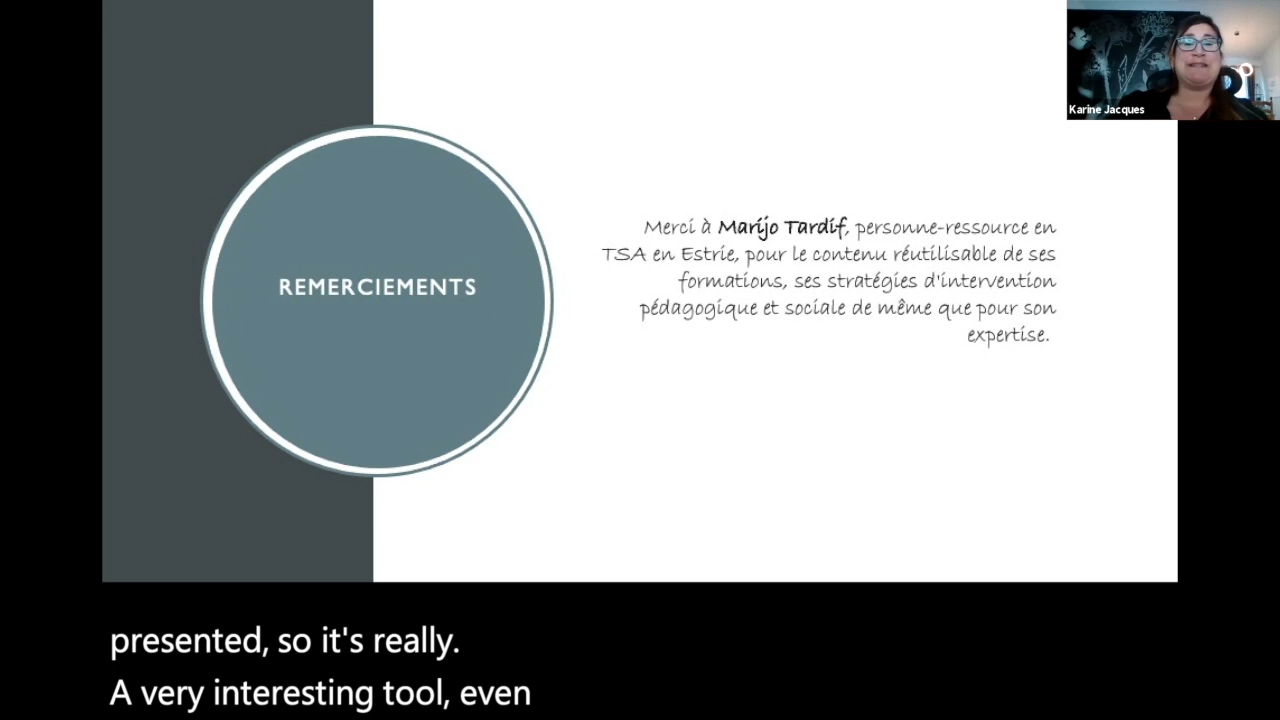 Karine Jacques
REMERCIEMENTS
Merci à Marijo Tardif, personne-ressource en
TSA en Estrie, pour le contenu réutilisable de ses
formations, ses stratégies d'intervention
pédagogique et sociale de même que pour son
expertise.
presented, so it's really.
A very interesting tool, even